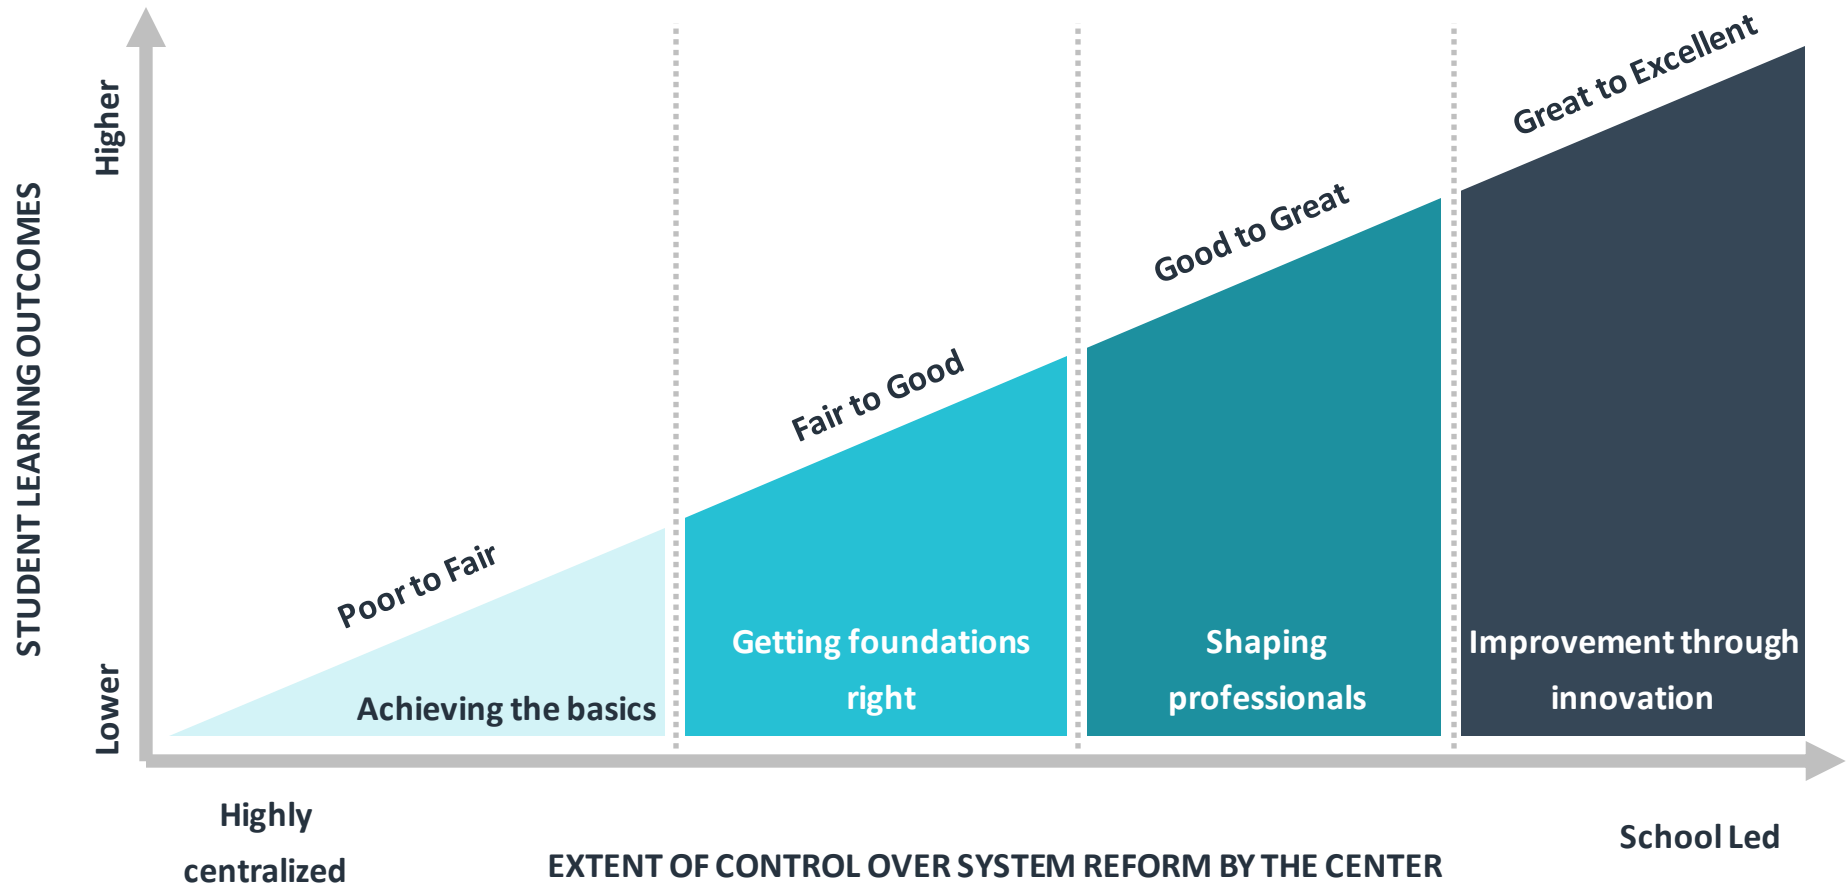 STUDENT LEARNING OUTCOMES
Higher
Lower
Poor to Fair
Fair to Good
Good to Great
Great to Excellent
Achieving the basics
Getting foundations
right
Shaping
professionals
Improvement through
innovation
Highly
centralized
EXTENT OF CONTROL OVER SYSTEM REFORM BY THE CENTER
School Led